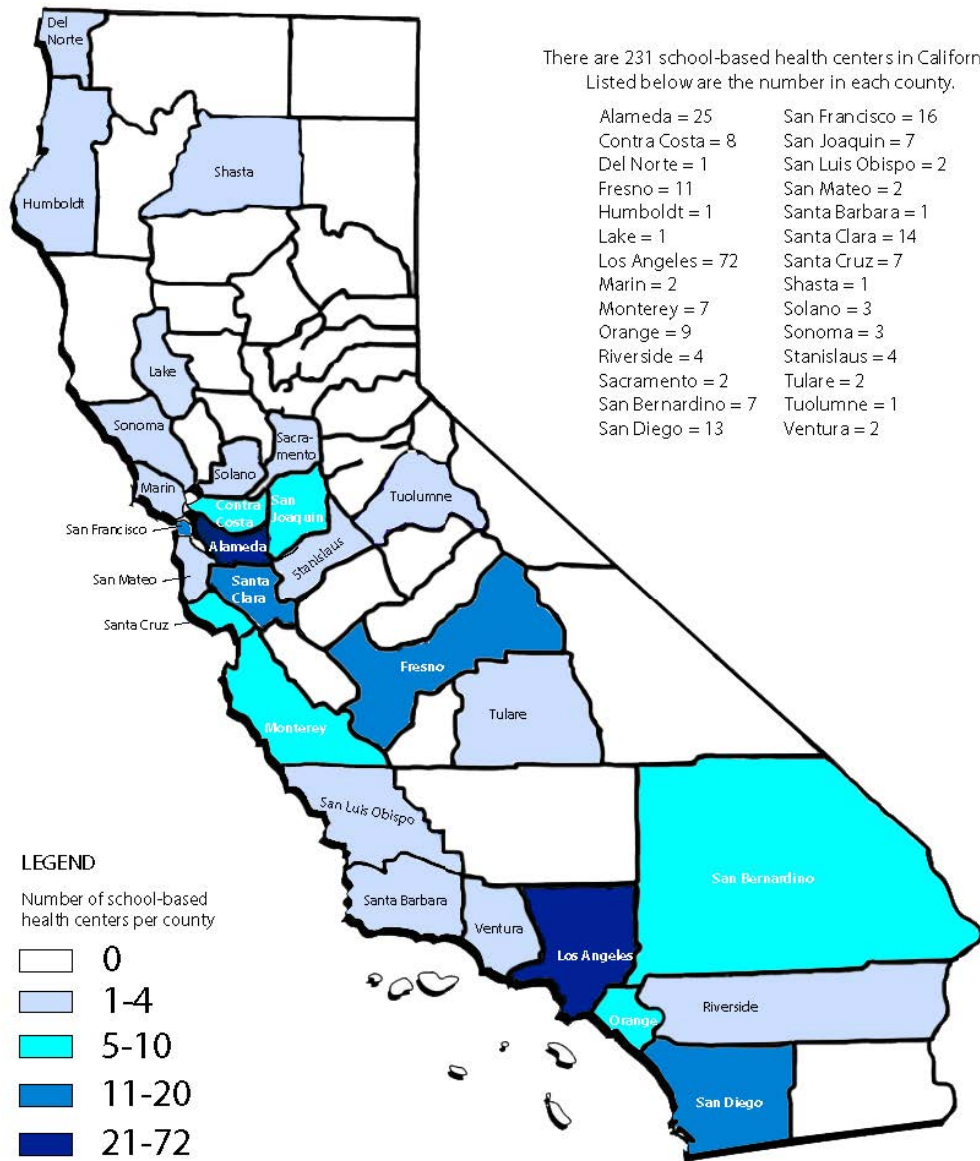 There are 231 school-based health centers in Californ
Listed below are the number in each county.
Alameda = 25
Contra Costa = 8
Del Norte = 1
Fresno = 11
Humboldt = 1
Lake = 1
Los Angeles = 72
Marin = 2
Monterey = 7
Orange = 9
Riverside = 4
Sacramento = 2
San Bernardino = 7
San Diego = 13
San Francisco = 16
San Joaquin = 7
San Luis Obispo = 2
San Mateo = 2
Santa Barbara = 1
Santa Clara = 14
Santa Cruz = 7
Shasta = 1
Solano = 3
Sonoma = 3
Stanislaus = 4
Tulare = 2
Tuolumne = 1
Ventura = 2
Del
Norte
Humboldt
Shasta
Lake
Sonoma
Sacra-
mento
Solano
Marin
Tuolumne
Contra
Costa
San
Joaquin
San Francisco
Alameda
Stanislaus
San Mateo
Santa
Clara
Santa Cruz
Fresno
Monterey
Tulare
San Luis Obispo
San Bernardino
Santa Barbara
Ventura
Los Angeles
Riverside
Orange
San Diego
LEGEND
Number of school-based
health centers per county
0
1-4
5-10
11-20
21-72